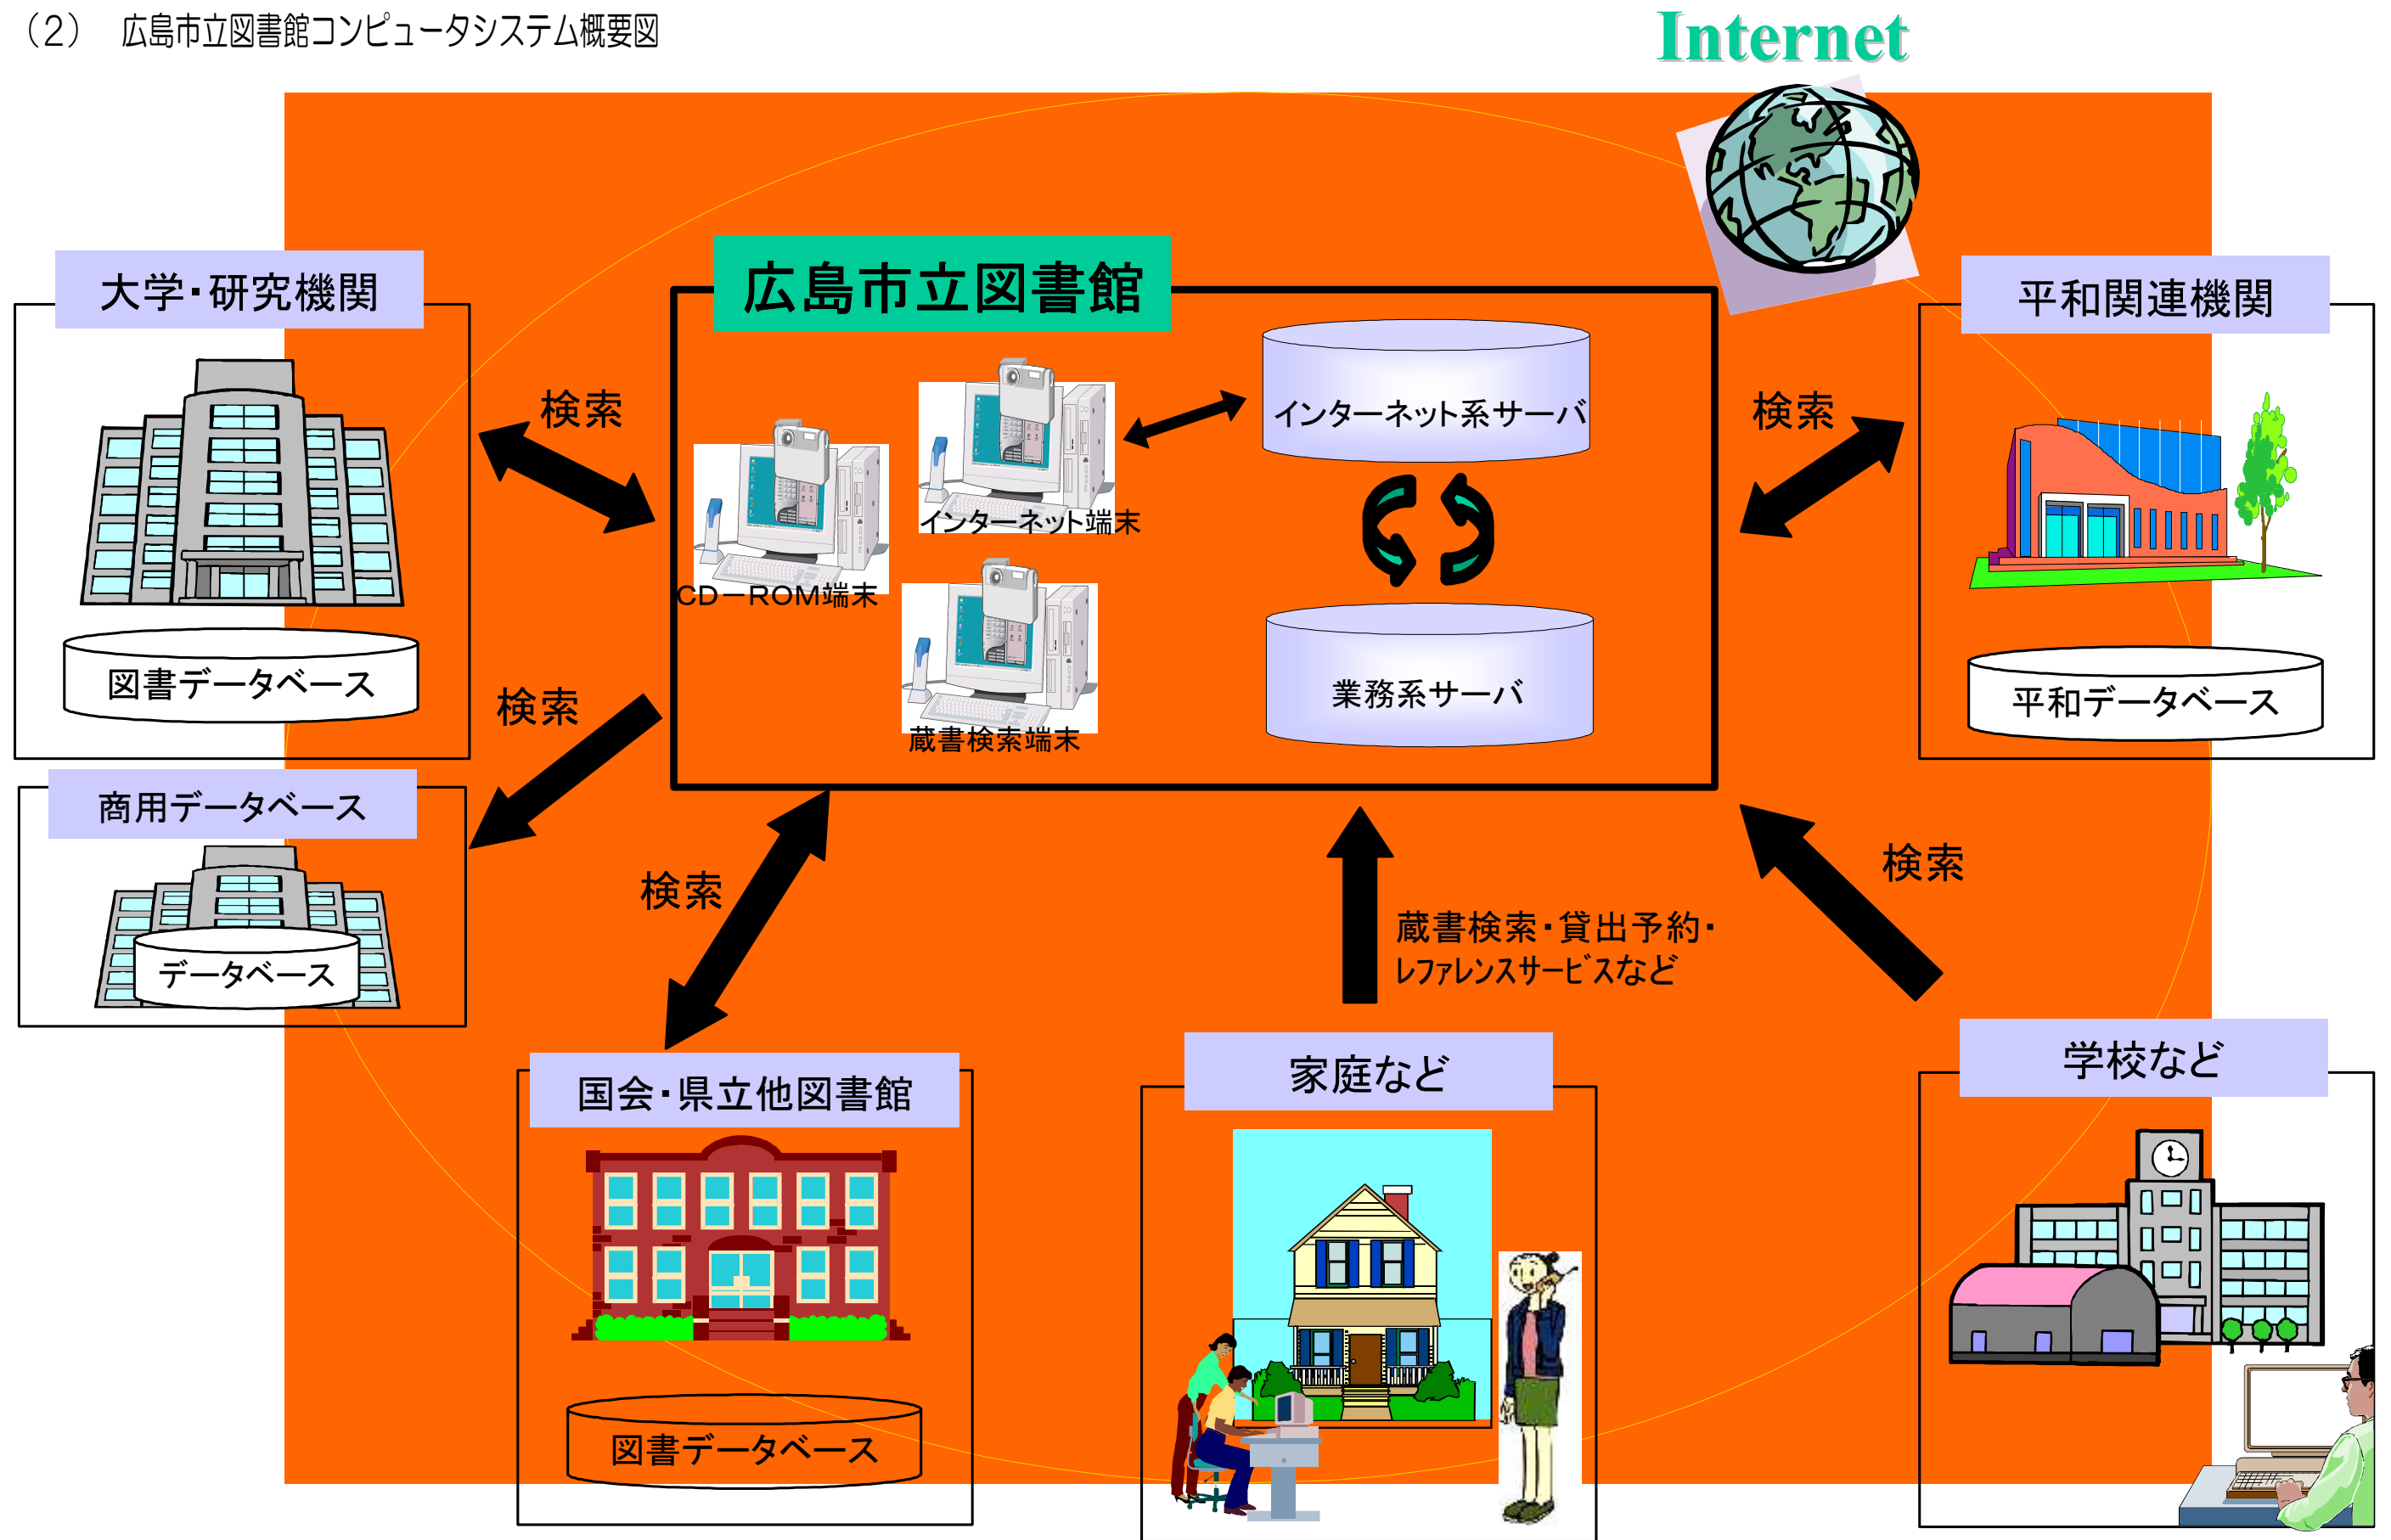 （２）　広島市立図書館コンピュータシステム概要図
Internet
大学・研究機関
広島市立図書館
平和関連機関
検索
インターネット系サーバ
検索
インターネット端末
CD－ROM端末
図書データベース
検索
業務系サーバ
平和データベース
蔵書検索端末
商用データベース
検索
検索
データベース
蔵書検索・貸出予約・
レファレンスサービスなど
国会・県立他図書館
家庭など
学校など
図書データベース